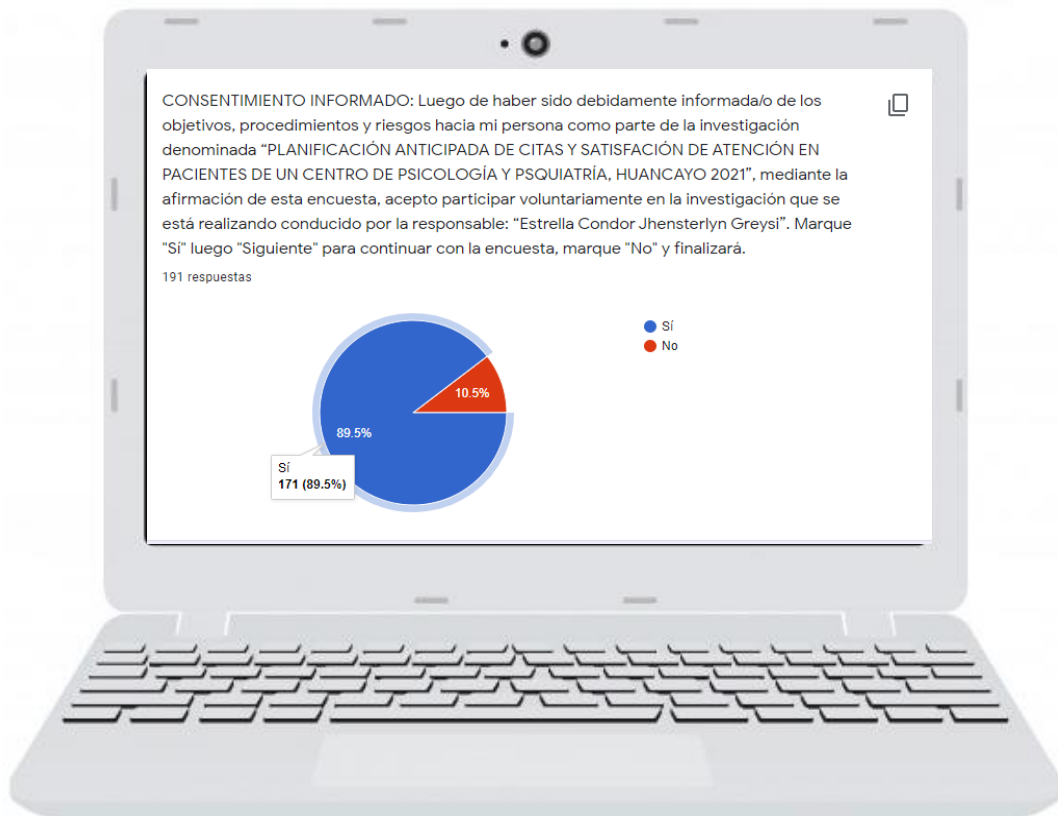 CONSENTIMIENTO INFORMADO: Luego de haber sido debidamente informada/o de los
objetivos, procedimientos y riesgos hacia mi persona como parte de la investigación
denominada “PLANIFICACIÓN ANTICIPADA DE CITAS Y SATISFACCIÓN DE ATENCIÓN EN
PACIENTES DE UN CENTRO DE PSICOLOGÍA Y PSQUIATRÍA, HUANCAYO 2021”, mediante la
afirmación de esta encuesta, acepto participar voluntariamente en la investigación que se
está realizando conducido por la responsable: “Estrella Condor Jhensterlyn Greysi”. Marque
"Sí" luego "Siguiente" para continuar con la encuesta, marque "No" y finalizará.
191 respuestas
Sí
No
10.5%
89.5%
Sí
171 (89.5%)